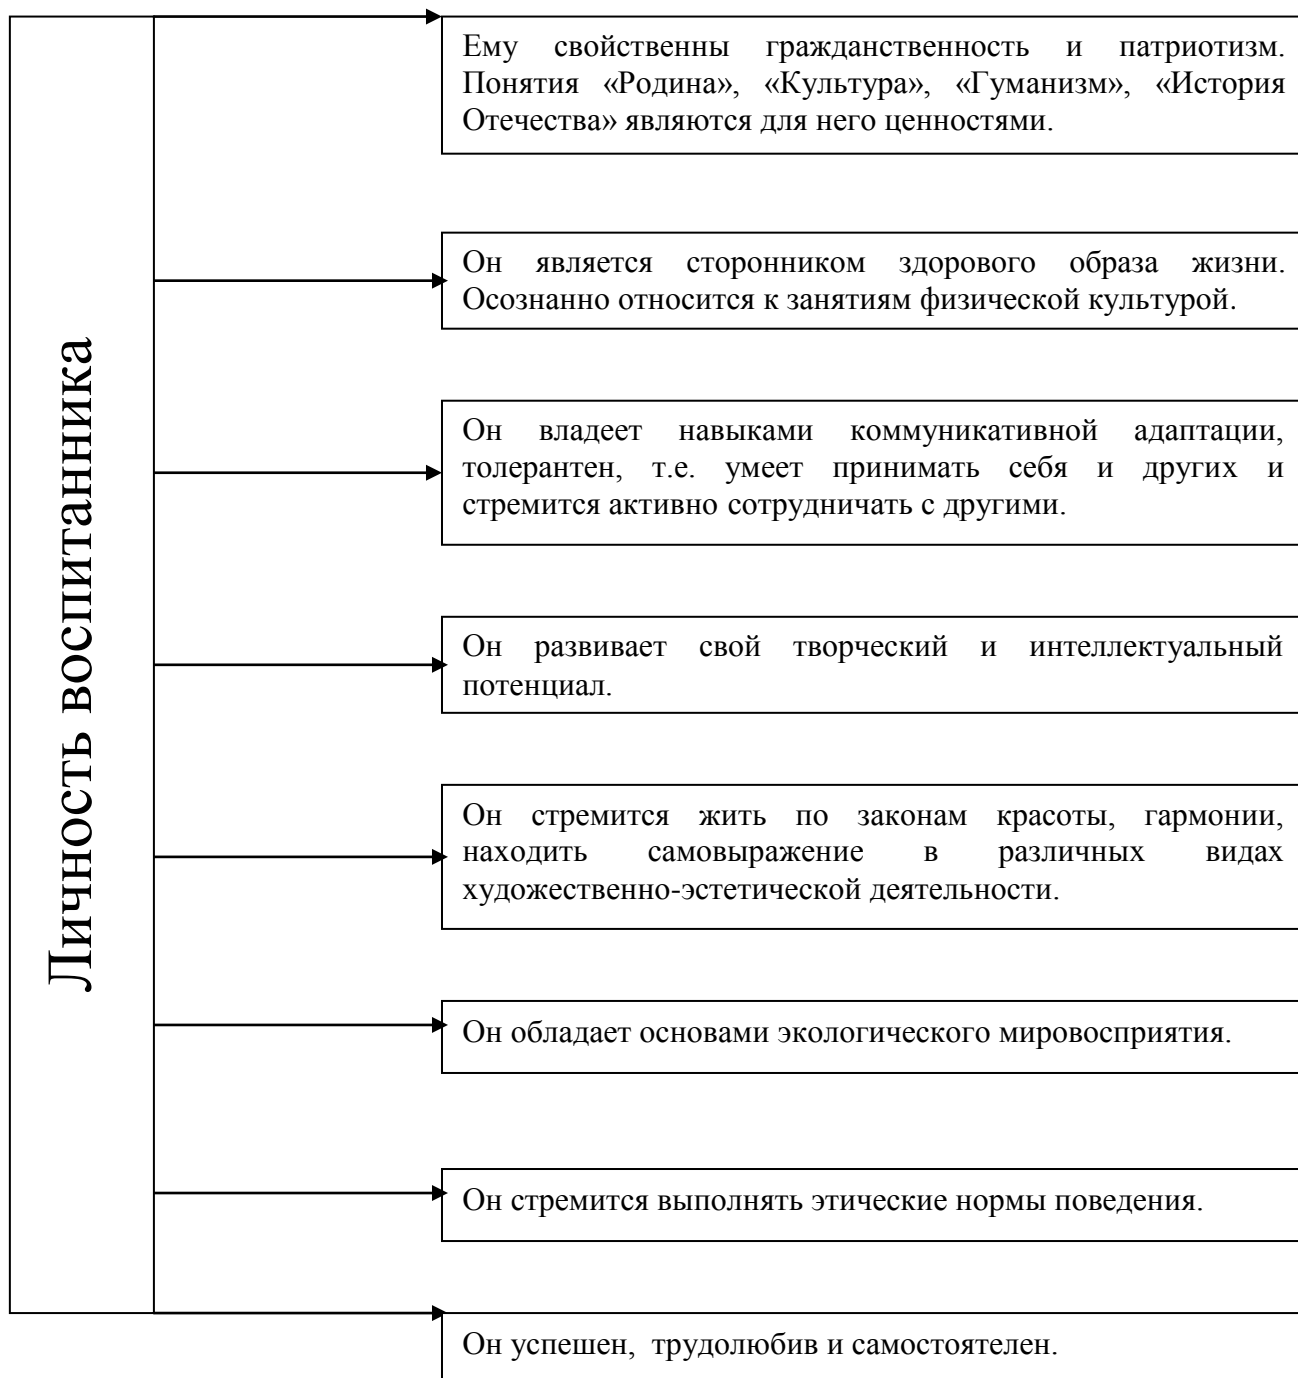 Личность воспитанника
Ему свойственны гражданственность и патриотизм.
Понятия «Родина», «Культура», «Гуманизм», «История
Отечества» являются для него ценностями.
Он является сторонником здорового образа жизни.
Осознанно относится к занятиям физической культурой.
Он владеет навыками коммуникативной адаптации,
толерантен, т.е. умеет принимать себя и других и
стремится активно сотрудничать с другими.
Он развивает свой творческий и интеллектуальный
потенциал.
Он стремится жить по законам красоты, гармонии,
находить самовыражение в различных видах
художественно-эстетической деятельности.
Он обладает основами экологического мировосприятия.
Он стремится выполнять этические нормы поведения.
Он успешен, трудолюбив и самостоятелен.